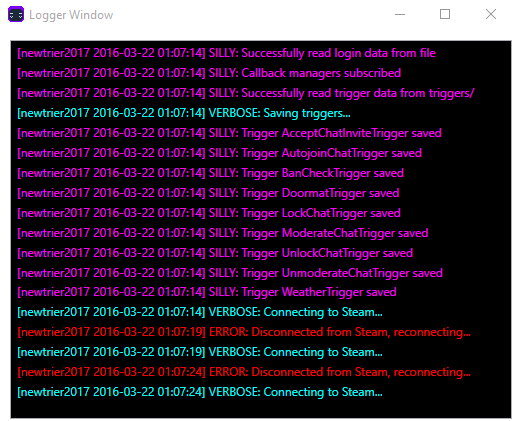 Logger Window
[newtrier2017 2016-03-22 01:07:14] SILLY: Successfully read login data from file
[newtrier2017 2016-03-22 01:07:14] SILLY: Callback managers subscribed
[newtrier2017 2016-03-22 01:07:14] SILLY: Successfully read trigger data from triggers/
[newtrier2017 2016-03-22 01:07:14] VERBOSE: Saving triggers...
[newtrier2017 2016-03-22 01:07:14] SILLY: Trigger AcceptChatInviteTrigger saved
[newtrier2017 2016-03-22 01:07:14] SILLY: Trigger AutojoinChatTrigger saved
[newtrier2017 2016-03-22 01:07:14] SILLY: Trigger BanCheckTrigger saved
[newtrier2017 2016-03-22 01:07:14] SILLY: Trigger DoormatTrigger saved
[newtrier2017 2016-03-22 01:07:14] SILLY: Trigger LockChatTrigger saved
[newtrier2017 2016-03-22 01:07:14] SILLY: Trigger ModerateChatTrigger saved
[newtrier2017 2016-03-22 01:07:14] SILLY: Trigger UnlockChatTrigger saved
[newtrier2017 2016-03-22 01:07:14] SILLY: Trigger UnmoderateChatTrigger saved
[newtrier2017 2016-03-22 01:07:14] SILLY: Trigger WeatherTrigger saved
[newtrier2017 2016-03-22 01:07:14] VERBOSE: Connecting to Steam...
[newtrier2017 2016-03-22 01:07:19] ERROR: Disconnected from Steam, reconnecting...
[newtrier2017 2016-03-22 01:07:19] VERBOSE: Connecting to Steam...
[newtrier2017 2016-03-22 01:07:24] ERROR: Disconnected from Steam, reconnecting...
[newtrier2017 2016-03-22 01:07:24] VERBOSE: Connecting to Steam...